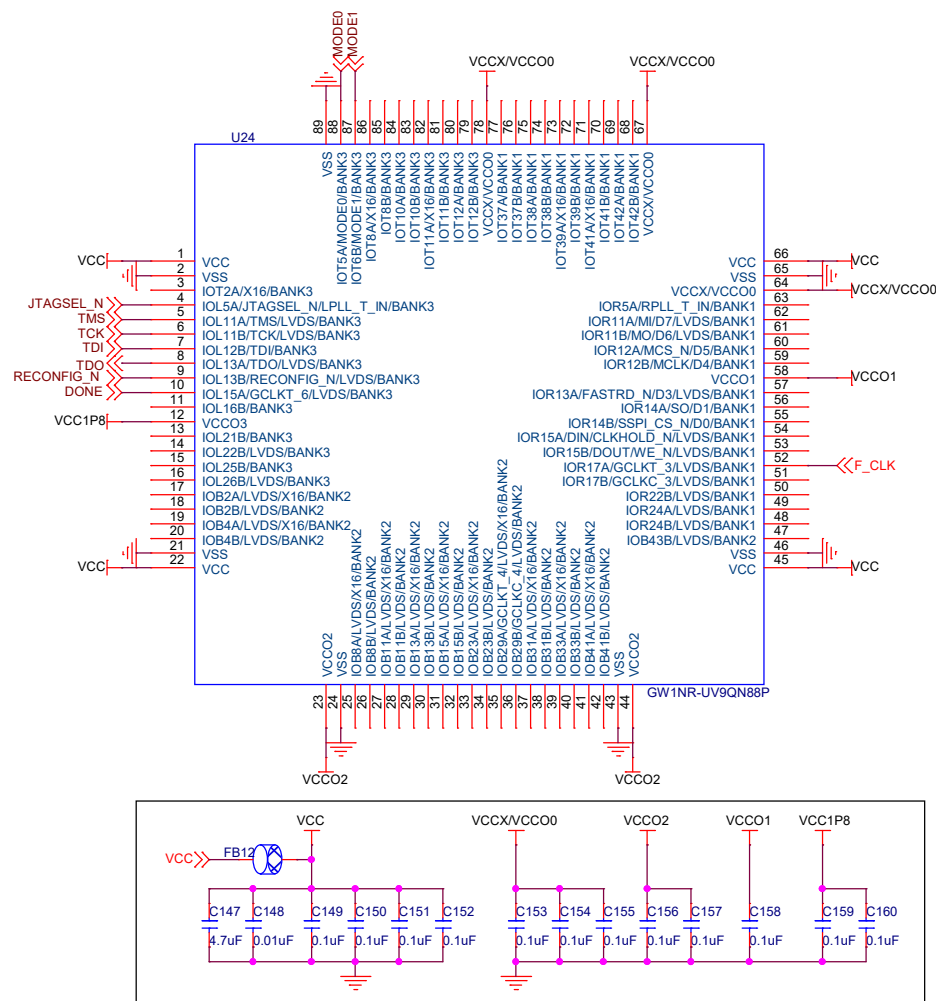 MODE0
MODE1
VCCX/VCCO0
VCCX/VCCO0
89
88
87
86
85
84
83
82
81
80
79
78
77
76
75
74
73
72
71
70
69
68
67
U24
VSS
IOT5A/MODE0/BANK3
IOT6B/MODE1/BANK3
IOT8A/X16/BANK3
IOT8B/BANK3
IOT10A/BANK3
IOT10B/BANK3
IOT11A/X16/BANK3
IOT11B/BANK3
IOT12A/BANK3
IOT12B/BANK3
VCCX/VCCO0
IOT37A/BANK1
IOT37B/BANK1
IOT38A/BANK1
IOT38B/BANK1
IOT39A/X16/BANK1
IOT39B/BANK1
IOT41A/X16/BANK1
IOT41B/BANK1
IOT42A/BANK1
IOT42B/BANK1
VCCX/VCCO0
VCC 1 VCC
2 VSS
3 IOT2A/X16/BANK3
JTAGSEL_N 4 IOL5A/JTAGSEL_N/LPLL_T_IN/BANK3
TMS 5 IOL11A/TMS/LVDS/BANK3
TCK 6 IOL11B/TCK/LVDS/BANK3
TDI 7 IOL12B/TDI/BANK3
TDO 8 IOL13A/TDO/LVDS/BANK3
RECONFIG_N 9 IOL13B/RECONFIG_N/LVDS/BANK3
DONE 10 IOL15A/GCLKT_6/LVDS/BANK3
11 IOL16B/BANK3
VCC1P8 12 VCCO3
13 IOL21B/BANK3
14 IOL22B/LVDS/BANK3
15 IOL25B/BANK3
16 IOL26B/LVDS/BANK3
17 IOB2A/LVDS/X16/BANK2
18 IOB2B/LVDS/BANK2
19 IOB4A/LVDS/X16/BANK2
20 IOB4B/LVDS/BANK2
21 VSS
VCC 22 VCC
VCC 66 VCC
VSS 65
VCCX/VCCO0 64 VCCX/VCCO0
IOR5A/RPLL_T_IN/BANK1 63
IOR11A/MI/D7/LVDS/BANK1 62
IOR11B/MO/D6/LVDS/BANK1 61
IOR12A/MCS_N/D5/BANK1 60
IOR12B/MCLK/D4/BANK1 59
VCCO1 58 VCCO1
IOR13A/FASTRD_N/D3/LVDS/BANK1 57
IOR14A/SO/D1/BANK1 56
IOR14B/SSPI_CS_N/D0/BANK1 55
IOR15A/DIN/CLKHOLD_N/LVDS/BANK1 54
IOR15B/DOUT/WE_N/LVDS/BANK1 53
IOR17A/GCLKT_3/LVDS/BANK1 52 F_CLK
IOR17B/GCLKC_3/LVDS/BANK1 51
IOR22B/LVDS/BANK1 50
IOR24A/LVDS/BANK1 49
IOR24B/LVDS/BANK1 48
IOB43B/LVDS/BANK2 47
VSS 46
VCC 45 VCC
VCCO2
VSS
IOB8A/LVDS/X16/BANK2
IOB8B/LVDS/BANK2
IOB11A/LVDS/X16/BANK2
IOB11B/LVDS/BANK2
IOB13A/LVDS/X16/BANK2
IOB13B/LVDS/BANK2
IOB15A/LVDS/X16/BANK2
IOB15B/LVDS/BANK2
IOB23A/LVDS/X16/BANK2
IOB23B/LVDS/BANK2
IOB29A/GCLKT_4/LVDS/X16/BANK2
IOB29B/GCLKC_4/LVDS/BANK2
IOB31A/LVDS/X16/BANK2
IOB31B/LVDS/BANK2
IOB33A/LVDS/X16/BANK2
IOB33B/LVDS/BANK2
IOB41A/LVDS/X16/BANK2
IOB41B/LVDS/BANK2
VSS
VCCO2
GW1NR-UV9QN88P
23
24
25
26
27
28
29
30
31
32
33
34
35
36
37
38
39
40
41
42
43
44
VCCO2
VCCO2
VCC VCCX/VCCO0 VCCO2 VCCO1 VCC1P8
VCC FB12
C147 C148 C149 C150 C151 C152 C153 C154 C155 C156 C157 C158 C159 C160
4.7uF 0.01uF 0.1uF 0.1uF 0.1uF 0.1uF 0.1uF 0.1uF 0.1uF 0.1uF 0.1uF 0.1uF 0.1uF 0.1uF